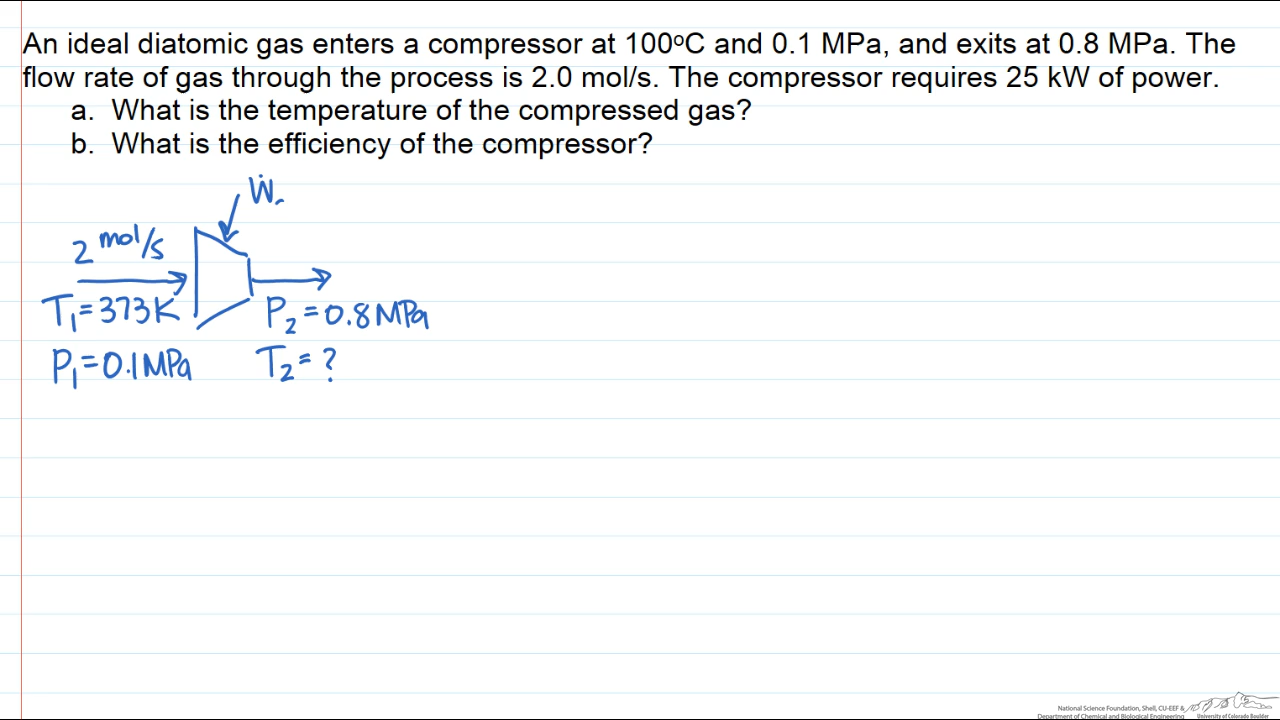 An ideal diatomic gas enters a compressor at 100°C and 0.1 MPa, and exits at 0.8 MPa. The
flow rate of gas through the process is 2.0 mol/s. The compressor requires 25 kW of power.
a. What is the temperature of the compressed gas?
b. What is the efficiency of the compressor?
Ẇc
2 mol/s
T₁=373K
P₂=0.8MPa
P₁=0.1MPa
T₂=?
National Science Foundation, Shell, CU-EEF &
Department of Chemical and Biological Engineering
University of Colorado Boulder